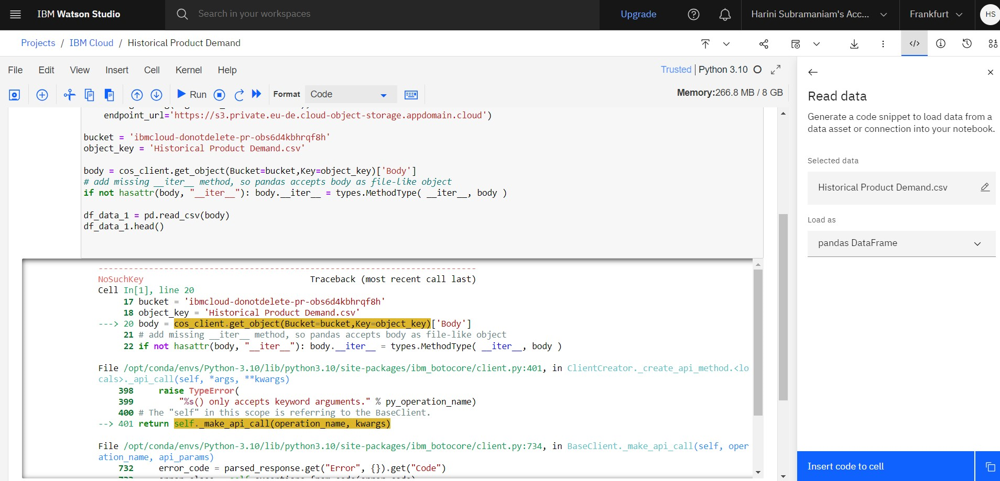 IBM Watson Studio
Search in your workspaces
Upgrade
Harini Subramaniam's Acc...
Frankfurt
HS
Projects / IBM Cloud / Historical Product Demand
File Edit View Insert Cell Kernel Help
Trusted | Python 3.10
Run
Format
Code
Memory:266.8 MB / 8 GB
endpoint_url='https://s3.private.eu-de.cloud-object-storage.appdomain.cloud')
bucket = 'ibmcloud-donotdelete-pr-obs6d4kbhrqf8h'
object_key = 'Historical Product Demand.csv'
body = cos_client.get_object(Bucket=bucket,Key=object_key)['Body']
# add missing __iter__ method, so pandas accepts body as file-like object
if not hasattr(body, "__iter__"): body.__iter__ = types.MethodType( __iter__, body )
df_data_1 = pd.read_csv(body)
df_data_1.head()
---------------------------------------------------------------------------
NoSuchKey Traceback (most recent call last)
Cell In[1], line 20
17 bucket = 'ibmcloud-donotdelete-pr-obs6d4kbhrqf8h'
18 object_key = 'Historical Product Demand.csv'
---> 20 body = cos_client.get_object(Bucket=bucket,Key=object_key)['Body']
21 # add missing __iter__ method, so pandas accepts body as file-like object
22 if not hasattr(body, "__iter__"): body.__iter__ = types.MethodType( __iter__, body )
File /opt/conda/envs/Python-3.10/lib/python3.10/site-packages/ibm_botocore/client.py:401, in ClientCreator._create_api_method.<lo
cals>._api_call(self, *args, **kwargs)
398 raise TypeError(
399 "%s() only accepts keyword arguments." % py_operation_name)
400 # The "self" in this scope is referring to the BaseClient.
--> 401 return self._make_api_call(operation_name, kwargs)
File /opt/conda/envs/Python-3.10/lib/python3.10/site-packages/ibm_botocore/client.py:734, in BaseClient._make_api_call(self, oper
ation_name, api_params)
732 error_code = parsed_response.get("Error", {}).get("Code")
Read data
Generate a code snippet to load data from a
data asset or connection into your notebook.
Selected data
Historical Product Demand.csv
Load as
pandas DataFrame
Insert code to cell